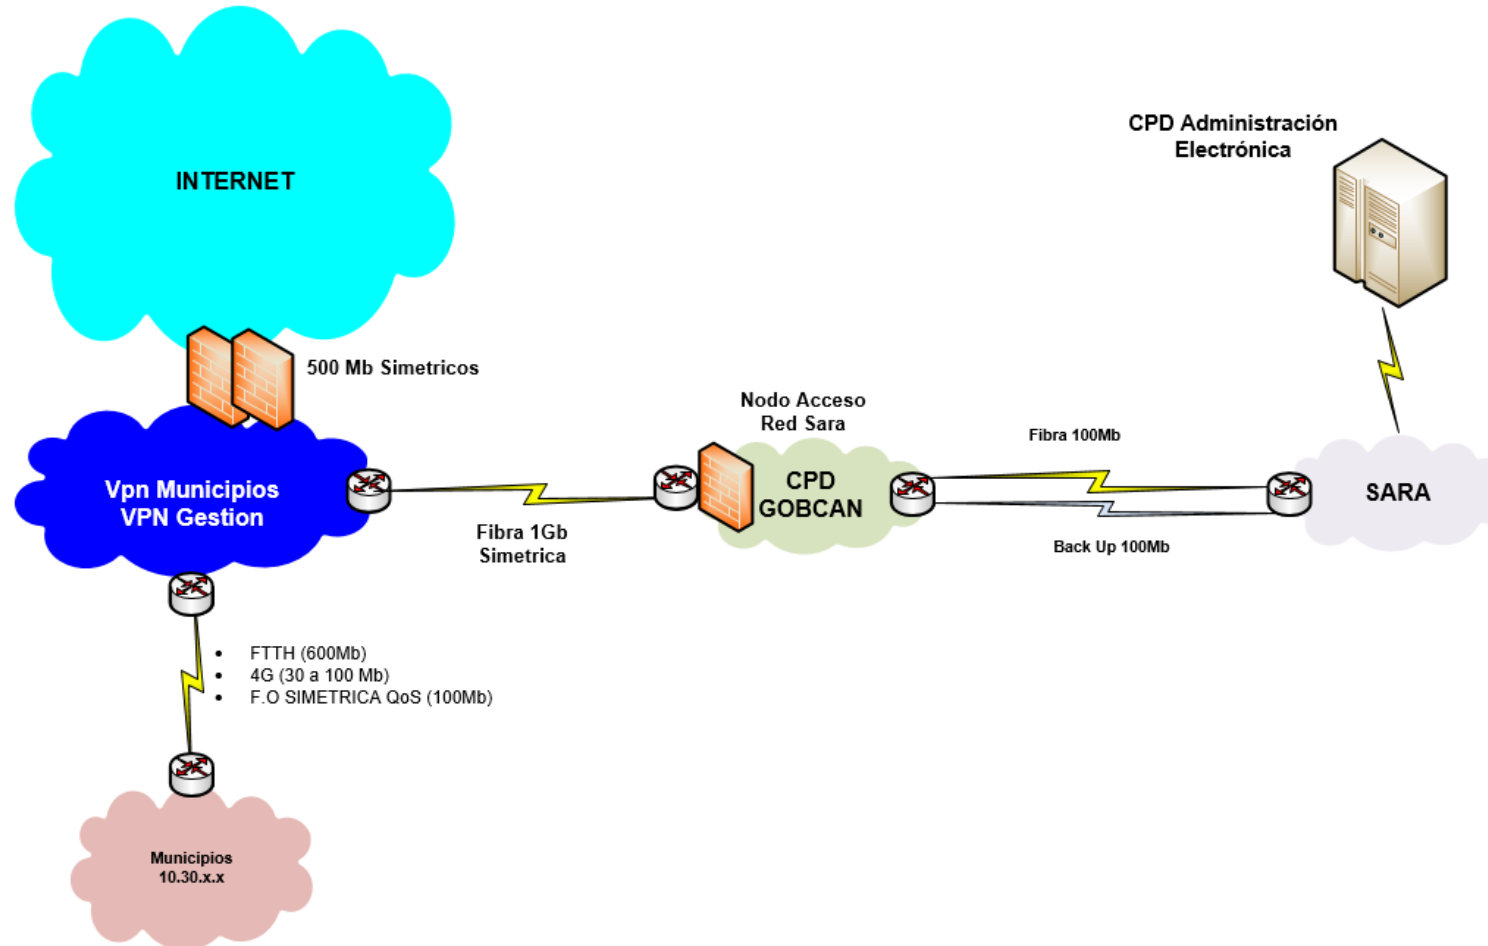 INTERNET
CPD Administración
Electrónica
500 Mb Simetricos
Nodo Acceso
Red Sara
Fibra 100Mb
Vpn Municipios
VPN Gestion
CPD
GOBCAN
SARA
Fibra 1Gb
Simetrica
Back Up 100Mb
• FTTH (600Mb)
• 4G (30 a 100 Mb)
• F.O SIMETRICA QoS (100Mb)
Municipios
10.30.x.x